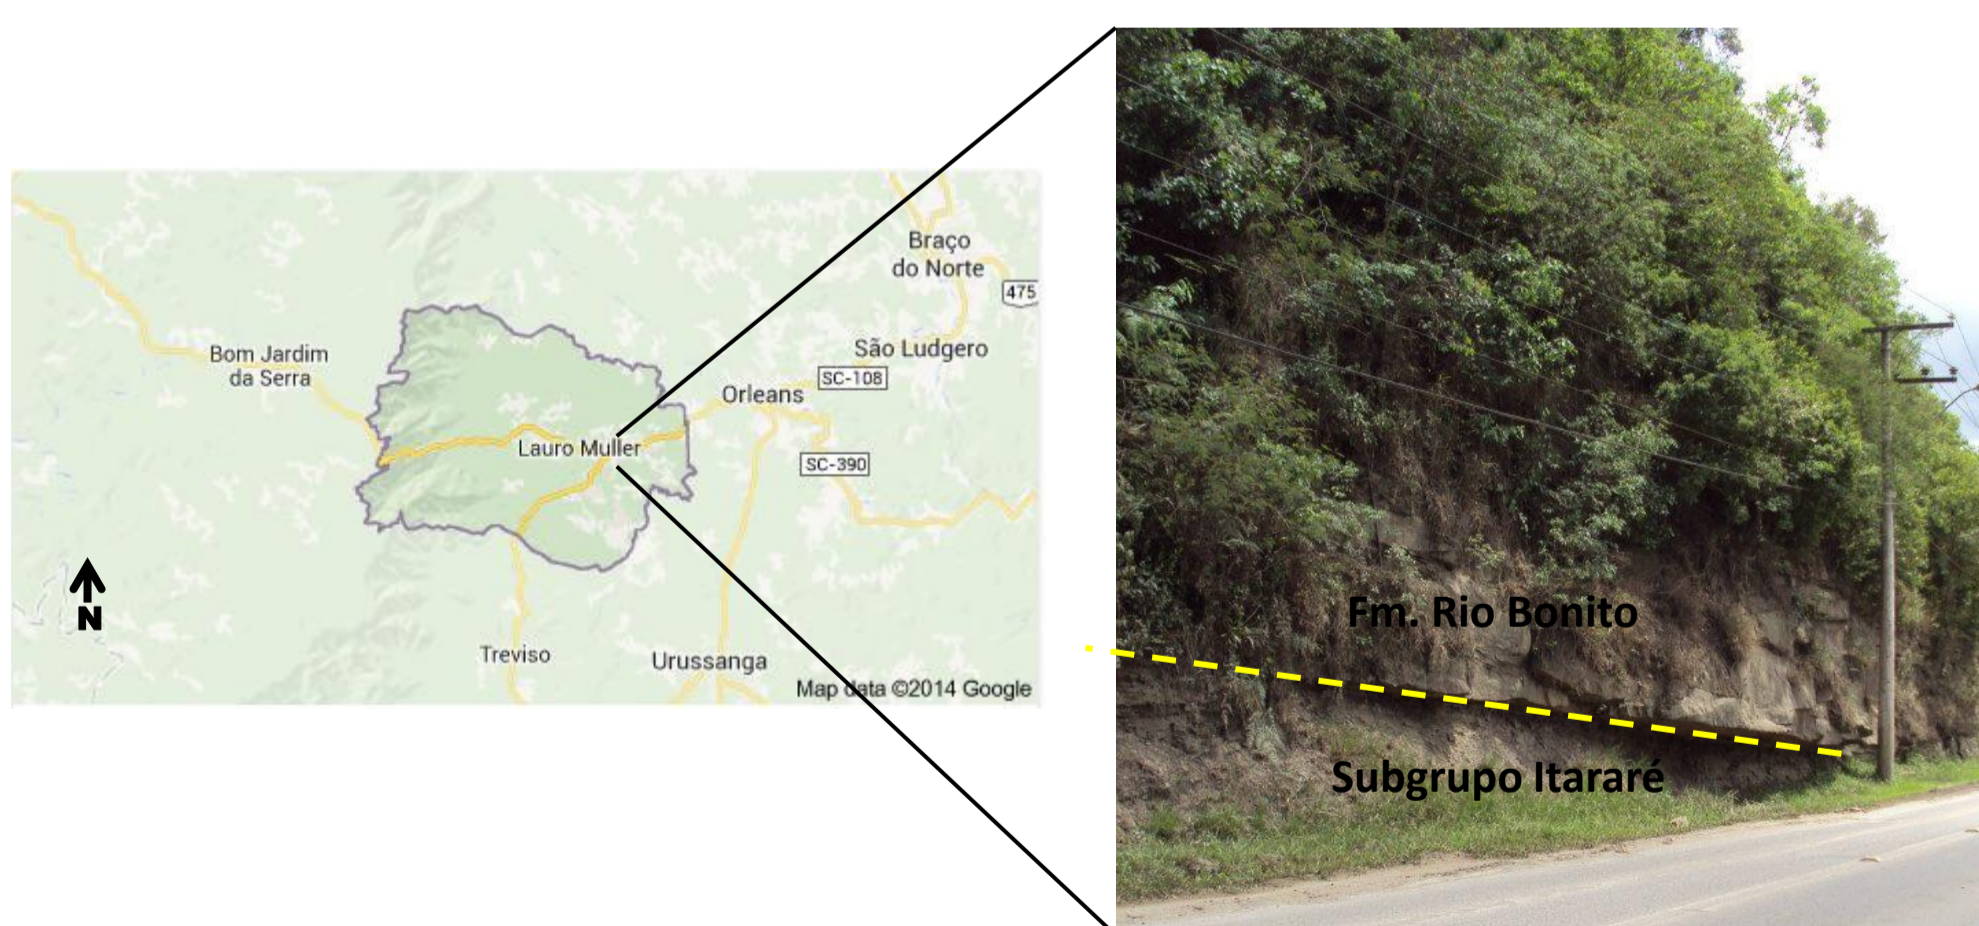 Braço
do Norte
475
Bom Jardim
da Serra
São Ludgero
SC-108
Orleans
Lauro Muller
SC-390
N
Treviso
Urussanga
Map data ©2014 Google
Fm. Rio Bonito
Subgrupo Itararé